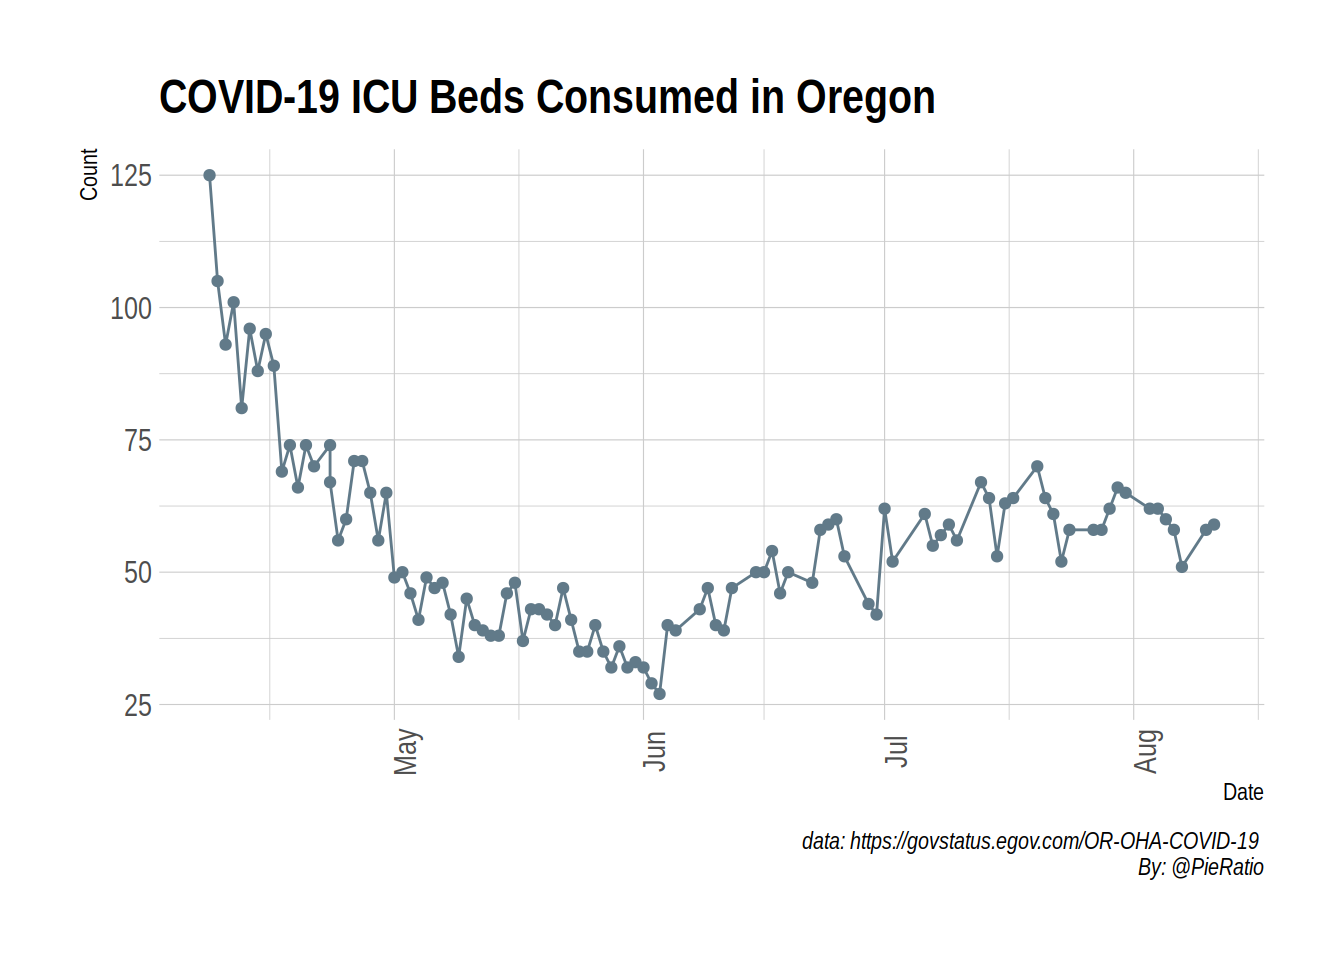 COVID-19 ICU Beds Consumed in Oregon
Count
125
100
75
50
25
May
Jun
Jul
Aug
Date
data: https://govstatus.egov.com/OR-OHA-COVID-19
By: @PieRatio